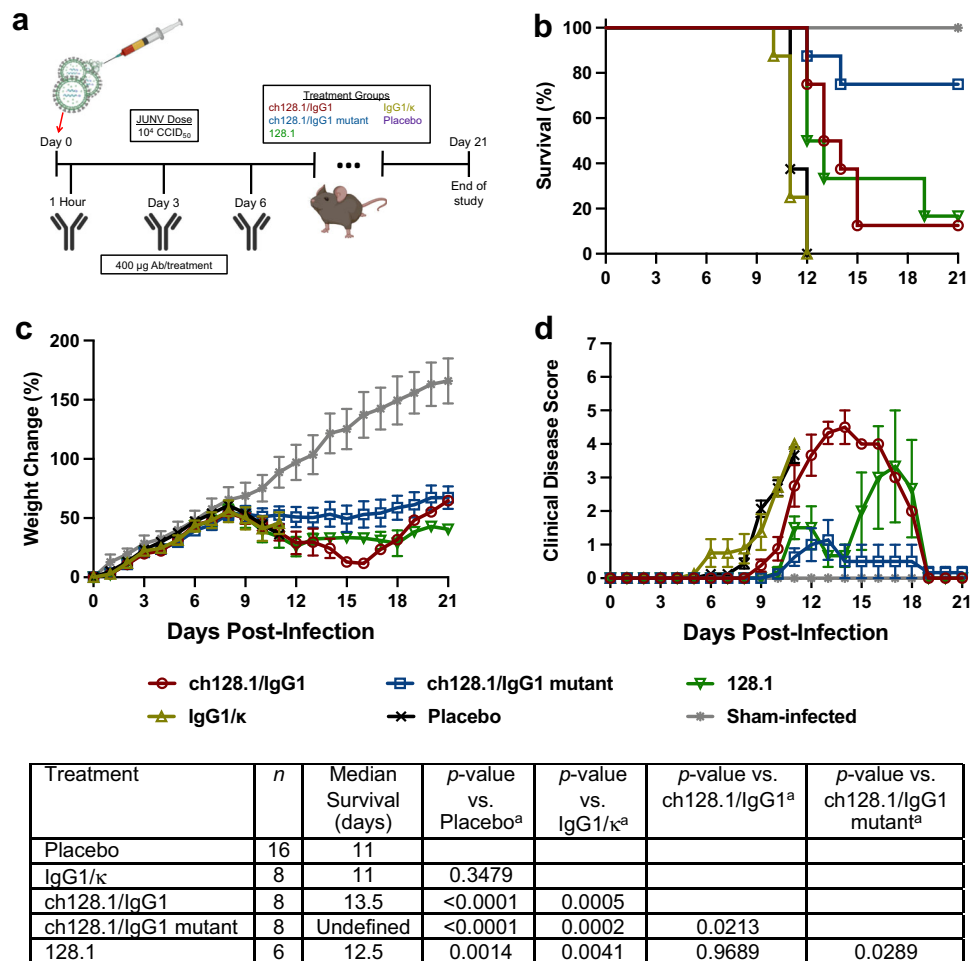 a
JUNV Dose
10⁴ CCID₅₀
Treatment Groups
ch128.1/IgG1 IgG1/κ
ch128.1/IgG1 mutant Placebo
128.1
Day 0
Day 21
1 Hour
Day 3
Day 6
End of
study
400 µg Ab/treatment
b
Survival (%)
100
80
60
40
20
0
0 3 6 9 12 15 18 21
c
Weight Change (%)
200
150
100
50
0
0 3 6 9 12 15 18 21
Days Post-Infection
d
Clinical Disease Score
7
6
5
4
3
2
1
0
0 3 6 9 12 15 18 21
Days Post-Infection
ch128.1/IgG1 ch128.1/IgG1 mutant 128.1
IgG1/κ Placebo Sham-infected
Treatment n Median Survival (days) p-value vs. Placeboᵃ p-value vs. IgG1/κᵃ p-value vs. ch128.1/IgG1ᵃ p-value vs. ch128.1/IgG1 mutantᵃ
Placebo 16 11
IgG1/κ 8 11 0.3479
ch128.1/IgG1 8 13.5 <0.0001 0.0005
ch128.1/IgG1 mutant 8 Undefined <0.0001 0.0002 0.0213
128.1 6 12.5 0.0014 0.0041 0.9689 0.0289